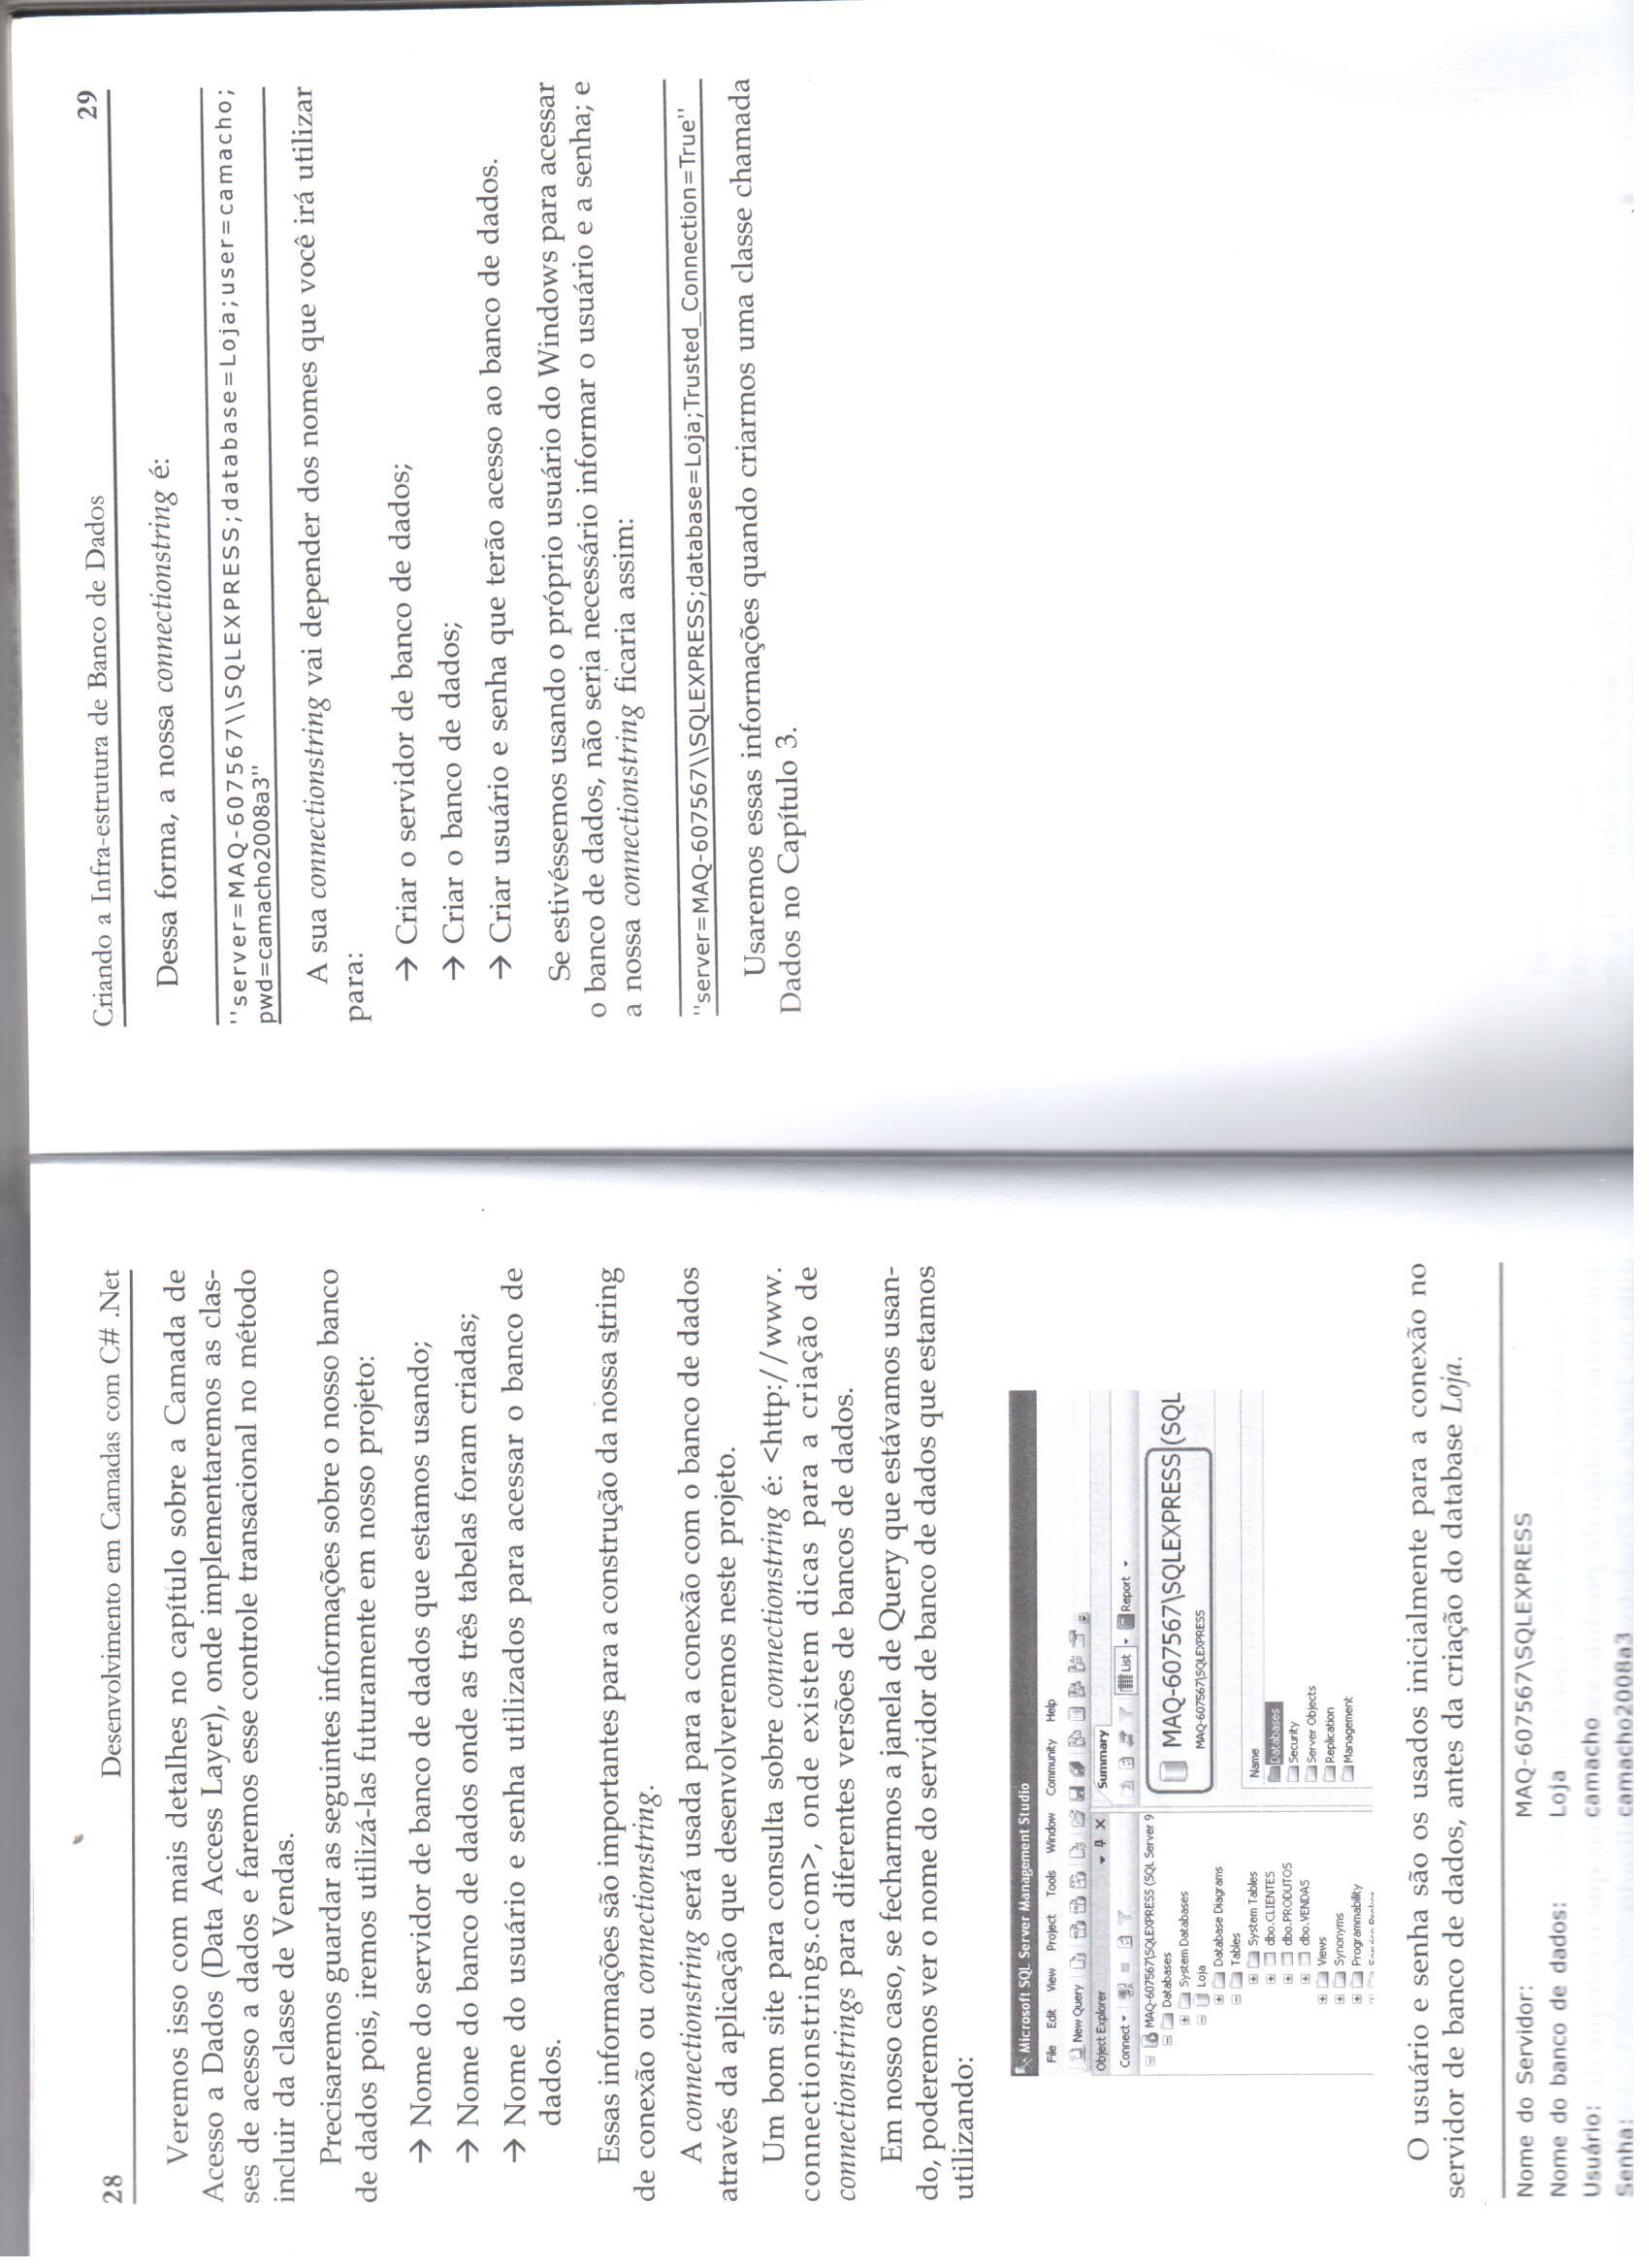 28
Desenvolvimento em Camadas com C# .Net
Veremos isso com mais detalhes no capítulo sobre a Camada de
Acesso a Dados (Data Access Layer), onde implementaremos as clas-
ses de acesso a dados e faremos esse controle transacional no método
incluir da classe de Vendas.
Precisaremos guardar as seguintes informações sobre o nosso banco
de dados pois, iremos utilizá-las futuramente em nosso projeto:
→ Nome do servidor de banco de dados que estamos usando;
→ Nome do banco de dados onde as três tabelas foram criadas;
→ Nome do usuário e senha utilizados para acessar o banco de
dados.
Essas informações são importantes para a construção da nossa string
de conexão ou connectionstring.
A connectionstring será usada para a conexão com o banco de dados
através da aplicação que desenvolveremos neste projeto.
Um bom site para consulta sobre connectionstring é: <http://www.
connectionstrings.com>, onde existem dicas para a criação de
connectionstrings para diferentes versões de bancos de dados.
Em nosso caso, se fecharmos a janela de Query que estávamos usan-
do, poderemos ver o nome do servidor de banco de dados que estamos
utilizando:
Microsoft SQL Server Management Studio
File Edit View Project Tools Window Community Help
New Query
Object Explorer
Connect
MAQ-607567\SQLEXPRESS (SQL Server 9
Databases
System Databases
Loja
Database Diagrams
Tables
System Tables
dbo.CLIENTES
dbo.PRODUTOS
dbo.VENDAS
Views
Synonyms
Programmability
Summary
List Report
MAQ-607567\SQLEXPRESS (SQL
MAQ-607567\SQLEXPRESS
Name
Databases
Security
Server Objects
Replication
Management
O usuário e senha são os usados inicialmente para a conexão no
servidor de banco de dados, antes da criação do database Loja.
Nome do Servidor: MAQ-607567\SQLEXPRESS
Nome do banco de dados: Loja
Usuário: camacho
Senha: camacho2008a3
Criando a Infra-estrutura de Banco de Dados
29
Dessa forma, a nossa connectionstring é:
"server=MAQ-607567\\SQLEXPRESS;database=Loja;user=camacho;
pwd=camacho2008a3"
A sua connectionstring vai depender dos nomes que você irá utilizar
para:
→ Criar o servidor de banco de dados;
→ Criar o banco de dados;
→ Criar usuário e senha que terão acesso ao banco de dados.
Se estivéssemos usando o próprio usuário do Windows para acessar
o banco de dados, não seria necessário informar o usuário e a senha; e
a nossa connectionstring ficaria assim:
"server=MAQ-607567\\SQLEXPRESS;database=Loja;Trusted_Connection=True"
Usaremos essas informações quando criarmos uma classe chamada
Dados no Capítulo 3.